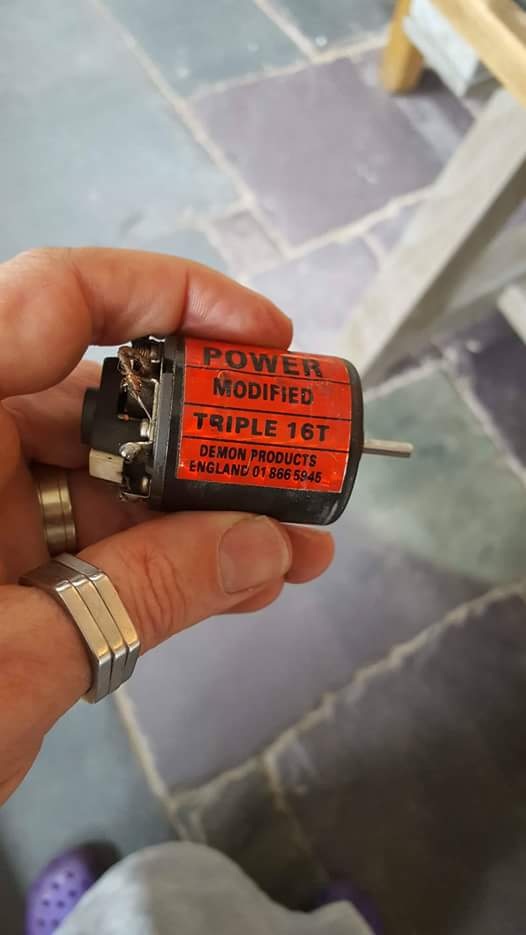 POWER
MODIFIED
TRIPLE 16T
DEMON PRODUCTS
ENGLAND 01 866 5945